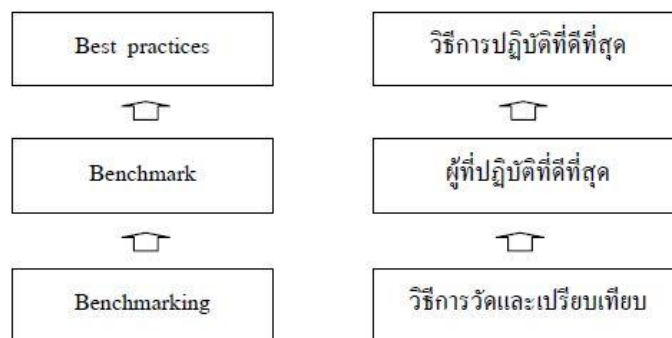 Best practices
วิธีการปฏิบัติที่ดีที่สุด
Benchmark
ผู้ที่ปฏิบัติที่ดีที่สุด
Benchmarking
วิธีการวัดและเปรียบเทียบ